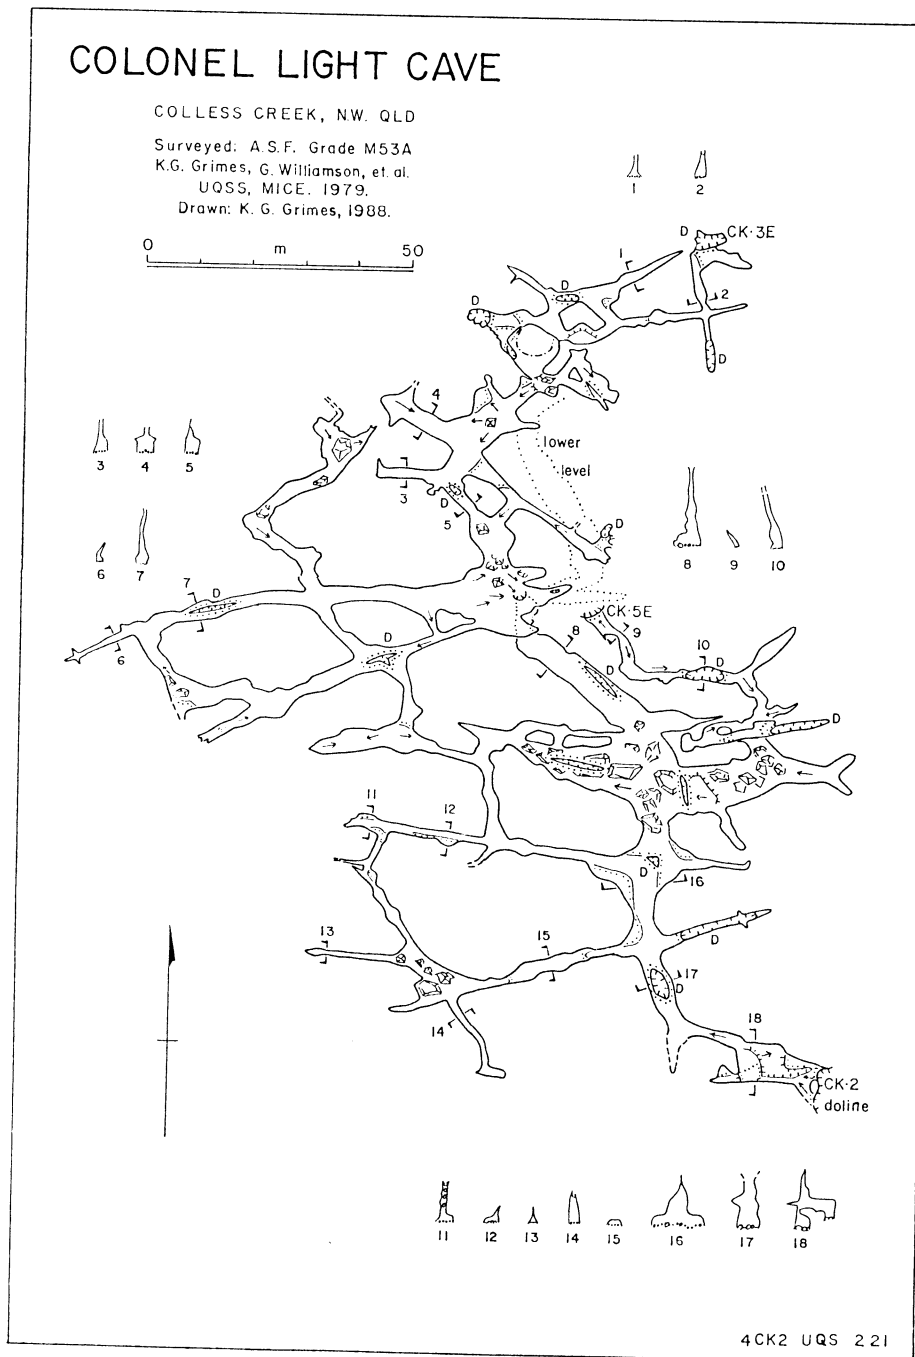 COLONEL LIGHT CAVE
COLLESS CREEK, N.W. QLD
Surveyed: A.S.F. Grade M53A
K.G. Grimes, G. Williamson, et. al.
UQSS, MICE. 1979.
Drawn: K. G. Grimes, 1988.
0 m 50
1 2
D CK·3E
1
D
2
D
D
4
3 4 5
lower
level
3
D
5
D
6 7
8 9 10
7 D
CK·5E
8 9
6
10 D
D
D
11 12
D
16
13
15
D
17
D
14
18
CK·2
doline
11 12 13 14 15 16 17 18
4CK2 UQS 221